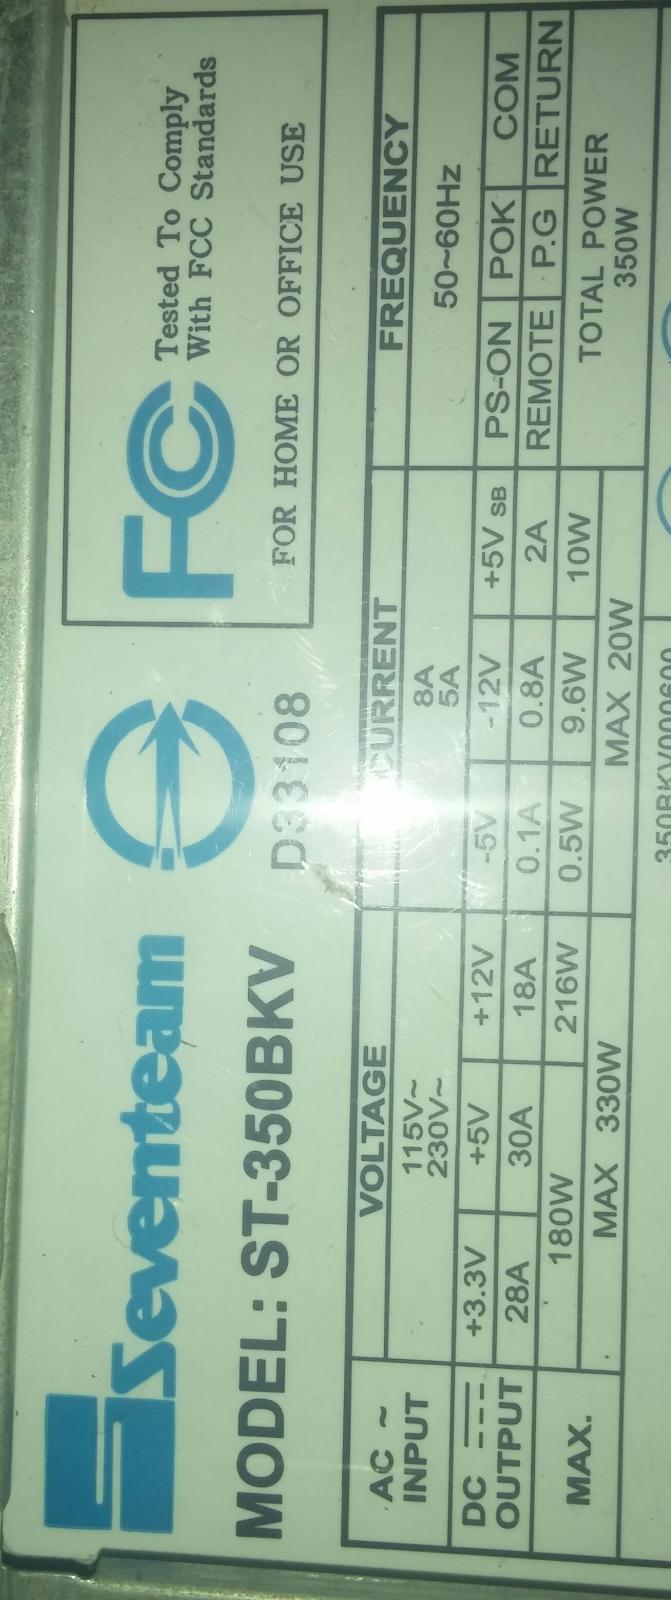 Seventeam
FC
Tested To Comply
With FCC Standards
FOR HOME OR OFFICE USE
MODEL: ST-350BKV
D33108
AC ~ INPUT
VOLTAGE
CURRENT
FREQUENCY
115V~
230V~
8A
5A
50~60Hz
DC OUTPUT
+3.3V
+5V
+12V
-5V
-12V
+5V SB
PS-ON
POK
COM
28A
30A
18A
0.1A
0.8A
2A
REMOTE
P.G
RETURN
MAX.
180W
216W
0.5W
9.6W
10W
TOTAL POWER
350W
MAX 330W
MAX 20W